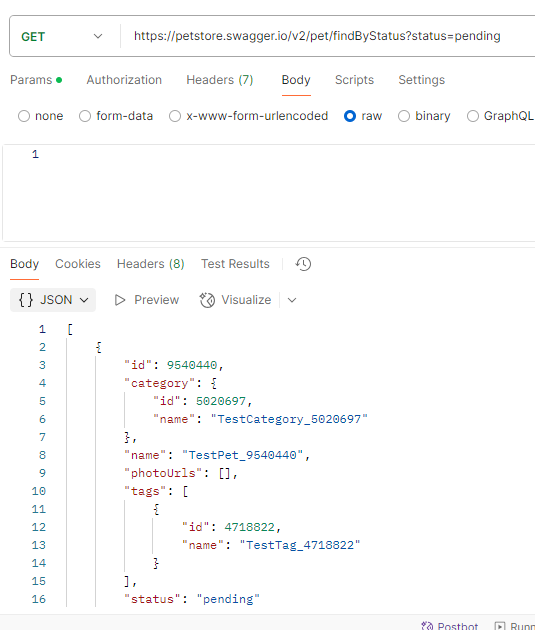 GET https://petstore.swagger.io/v2/pet/findByStatus?status=pending
Params Authorization Headers (7) Body Scripts Settings
none form-data x-www-form-urlencoded raw binary GraphQL
1
Body Cookies Headers (8) Test Results
{} JSON Preview Visualize
1 [
2 {
3 "id": 9540440,
4 "category": {
5 "id": 5020697,
6 "name": "TestCategory_5020697"
7 },
8 "name": "TestPet_9540440",
9 "photoUrls": [],
10 "tags": [
11 {
12 "id": 4718822,
13 "name": "TestTag_4718822"
14 }
15 ],
16 "status": "pending"
Postbot